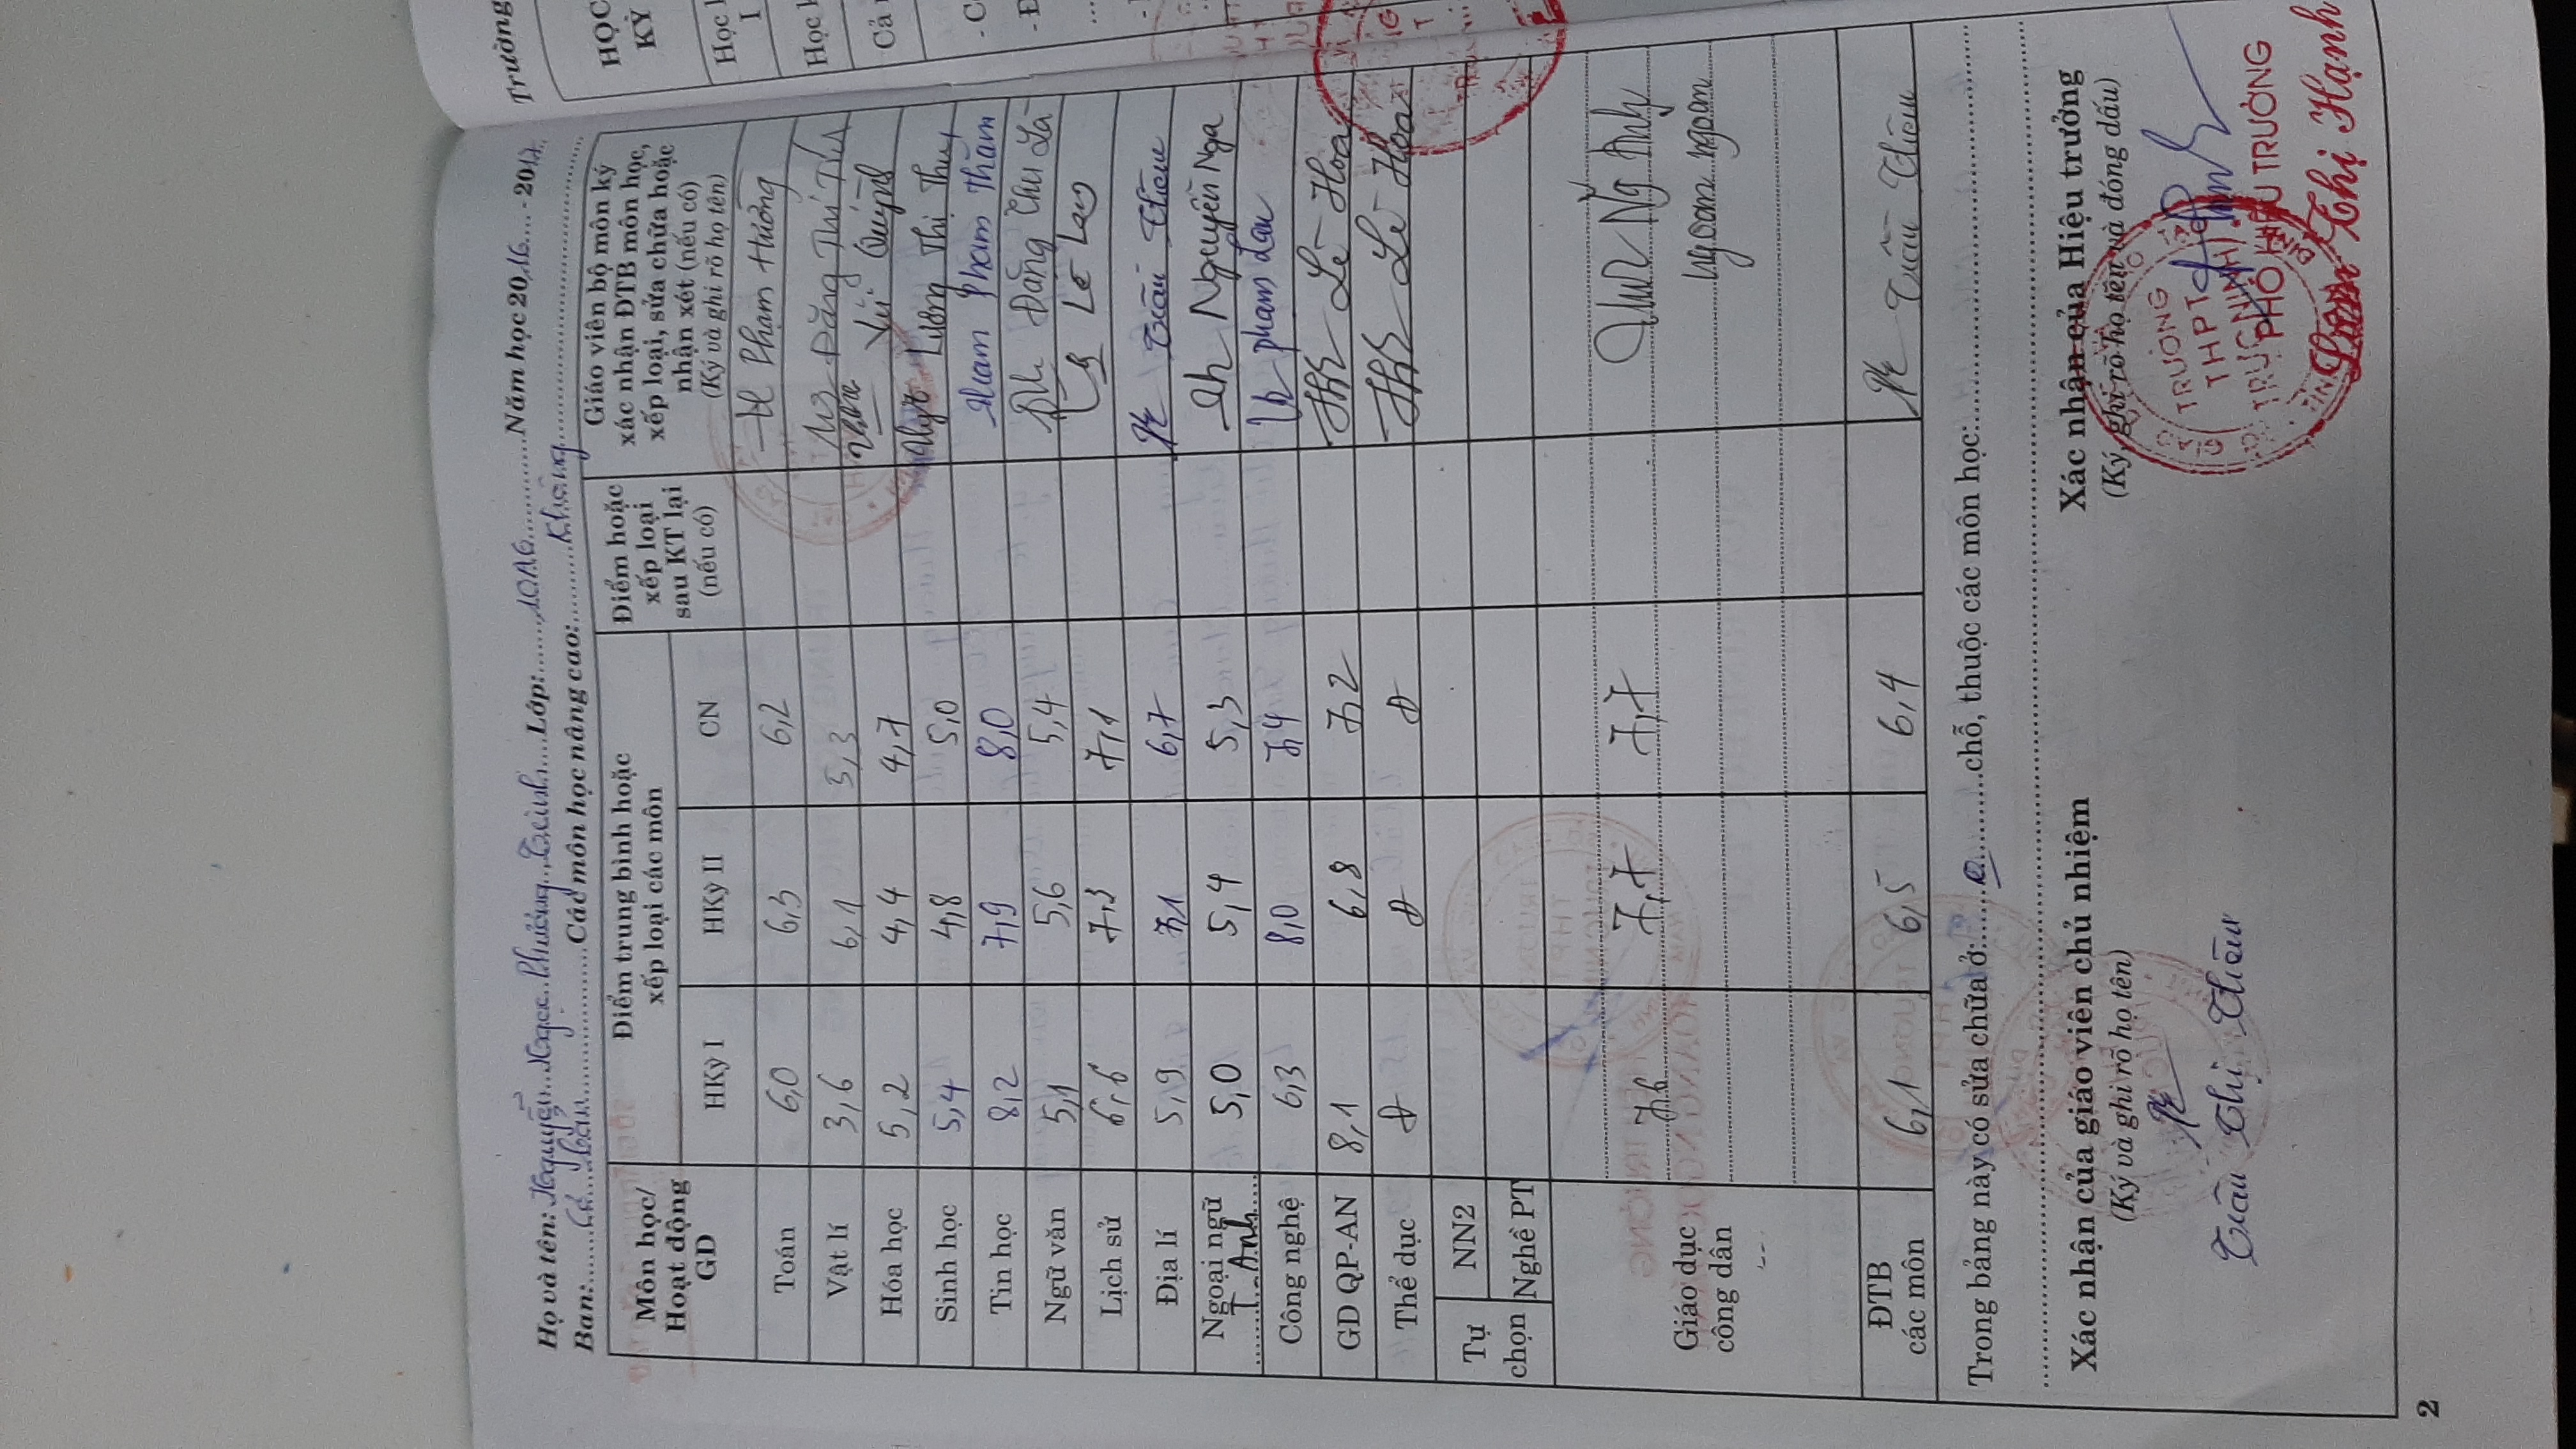 Họ và tên: Nguyễn Ngọc Phương Trinh Lớp: 10A6 Năm học 2016 - 2017
Ban: Cơ bản Các môn học nâng cao: Không
Môn học/ Hoạt động GD
Điểm trung bình hoặc xếp loại các môn
HKỳ I HKỳ II CN
Điểm hoặc xếp loại sau KT lại (nếu có)
Giáo viên bộ môn ký xác nhận ĐTB môn học, xếp loại, sửa chữa hoặc nhận xét (nếu có)
(Ký và ghi rõ họ tên)
Toán 6,0 6,3 6,2 Phạm Hường
Vật lí 3,6 6,1 5,3 Đặng Thị
Hóa học 5,2 4,4 4,7 Vũ Quỳnh
Sinh học 5,4 4,8 5,0 Lương Thị Thuỷ
Tin học 8,2 7,9 8,0 Phạm Thắm
Ngữ văn 5,1 5,6 5,4 Đặng Thu Hà
Lịch sử 6,6 7,3 7,1 Lê
Địa lí 5,9 7,1 6,7 Trần Thêm
Ngoại ngữ T. Anh 5,0 5,4 5,3 Nguyễn Nga
Công nghệ 6,3 8,0 7,4 Phạm Lan
GD QP-AN 8,1 6,8 7,2 Lê Hoa
Thể dục Đ Đ Đ Lê Hoa
Tự chọn
NN2
Nghề PT
Giáo dục công dân 7,6 7,7 7,7 Ng Anh
ngoan ngoan
ĐTB các môn 6,1 6,5 6,4 Trần Thêm
Trong bảng này có sửa chữa ở: 0 chỗ, thuộc các môn học:
Xác nhận của giáo viên chủ nhiệm
(Ký và ghi rõ họ tên)
Trần Thị Thêm
Xác nhận của Hiệu trưởng
(Ký, ghi rõ họ tên và đóng dấu)
TRƯỜNG
THPT
TRỰC NINH
PHÓ HIỆU TRƯỞNG
Lâm Thị Hạnh
2
Trường
HỌC
KỲ
Học
I
Học
Cả